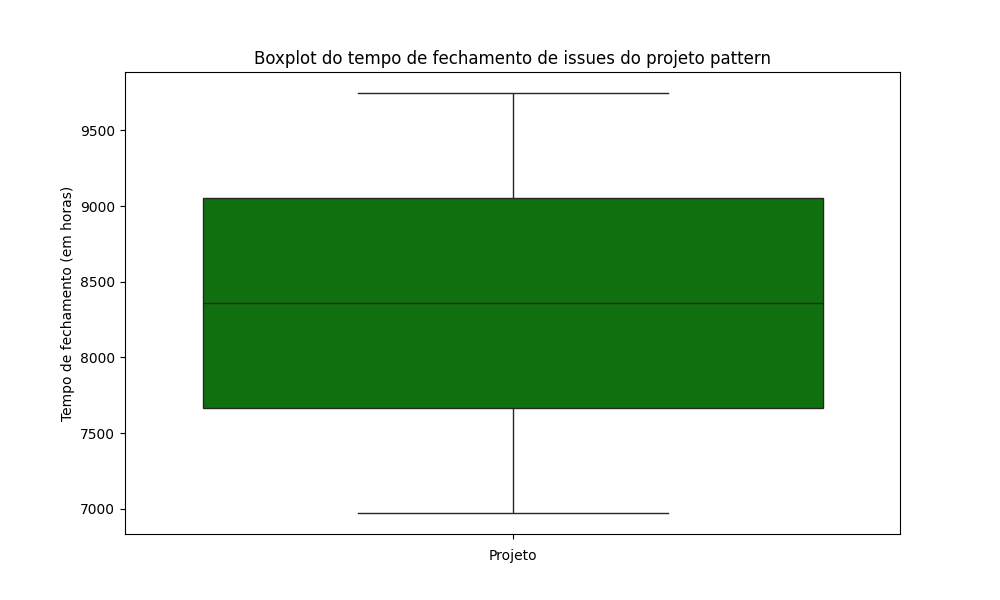 Boxplot do tempo de fechamento de issues do projeto pattern
Tempo de fechamento (em horas)
9500
9000
8500
8000
7500
7000
Projeto